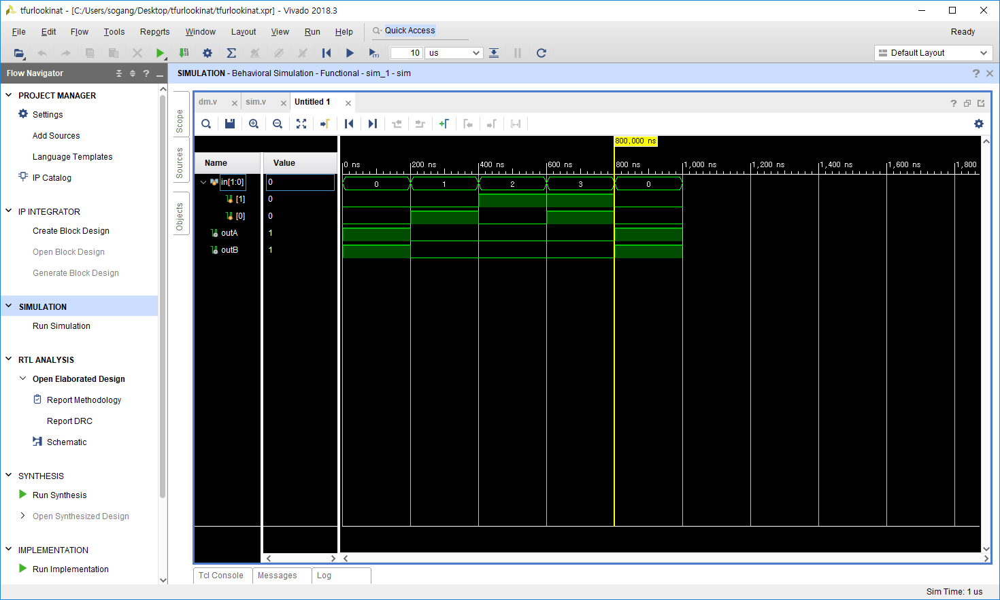 tfurlookinat - [C:/Users/sogang/Desktop/tfurlookinat/tfurlookinat.xpr] - Vivado 2018.3
File Edit Flow Tools Reports Window Layout View Run Help Quick Access Ready
10 us Default Layout
Flow Navigator
SIMULATION - Behavioral Simulation - Functional - sim_1 - sim
PROJECT MANAGER
Settings
Add Sources
Language Templates
IP Catalog
IP INTEGRATOR
Create Block Design
Open Block Design
Generate Block Design
SIMULATION
Run Simulation
RTL ANALYSIS
Open Elaborated Design
Report Methodology
Report DRC
Schematic
SYNTHESIS
Run Synthesis
Open Synthesized Design
IMPLEMENTATION
Run Implementation
Scope
Sources
Objects
dm.v sim.v Untitled 1
800,000 ns
Name Value
0 ns 200 ns 400 ns 600 ns 800 ns 1,000 ns 1,200 ns 1,400 ns 1,600 ns 1,800
in[1:0] 0 0 1 2 3 0
[1] 0
[0] 0
outA 1
outB 1
Tcl Console Messages Log
Sim Time: 1 us